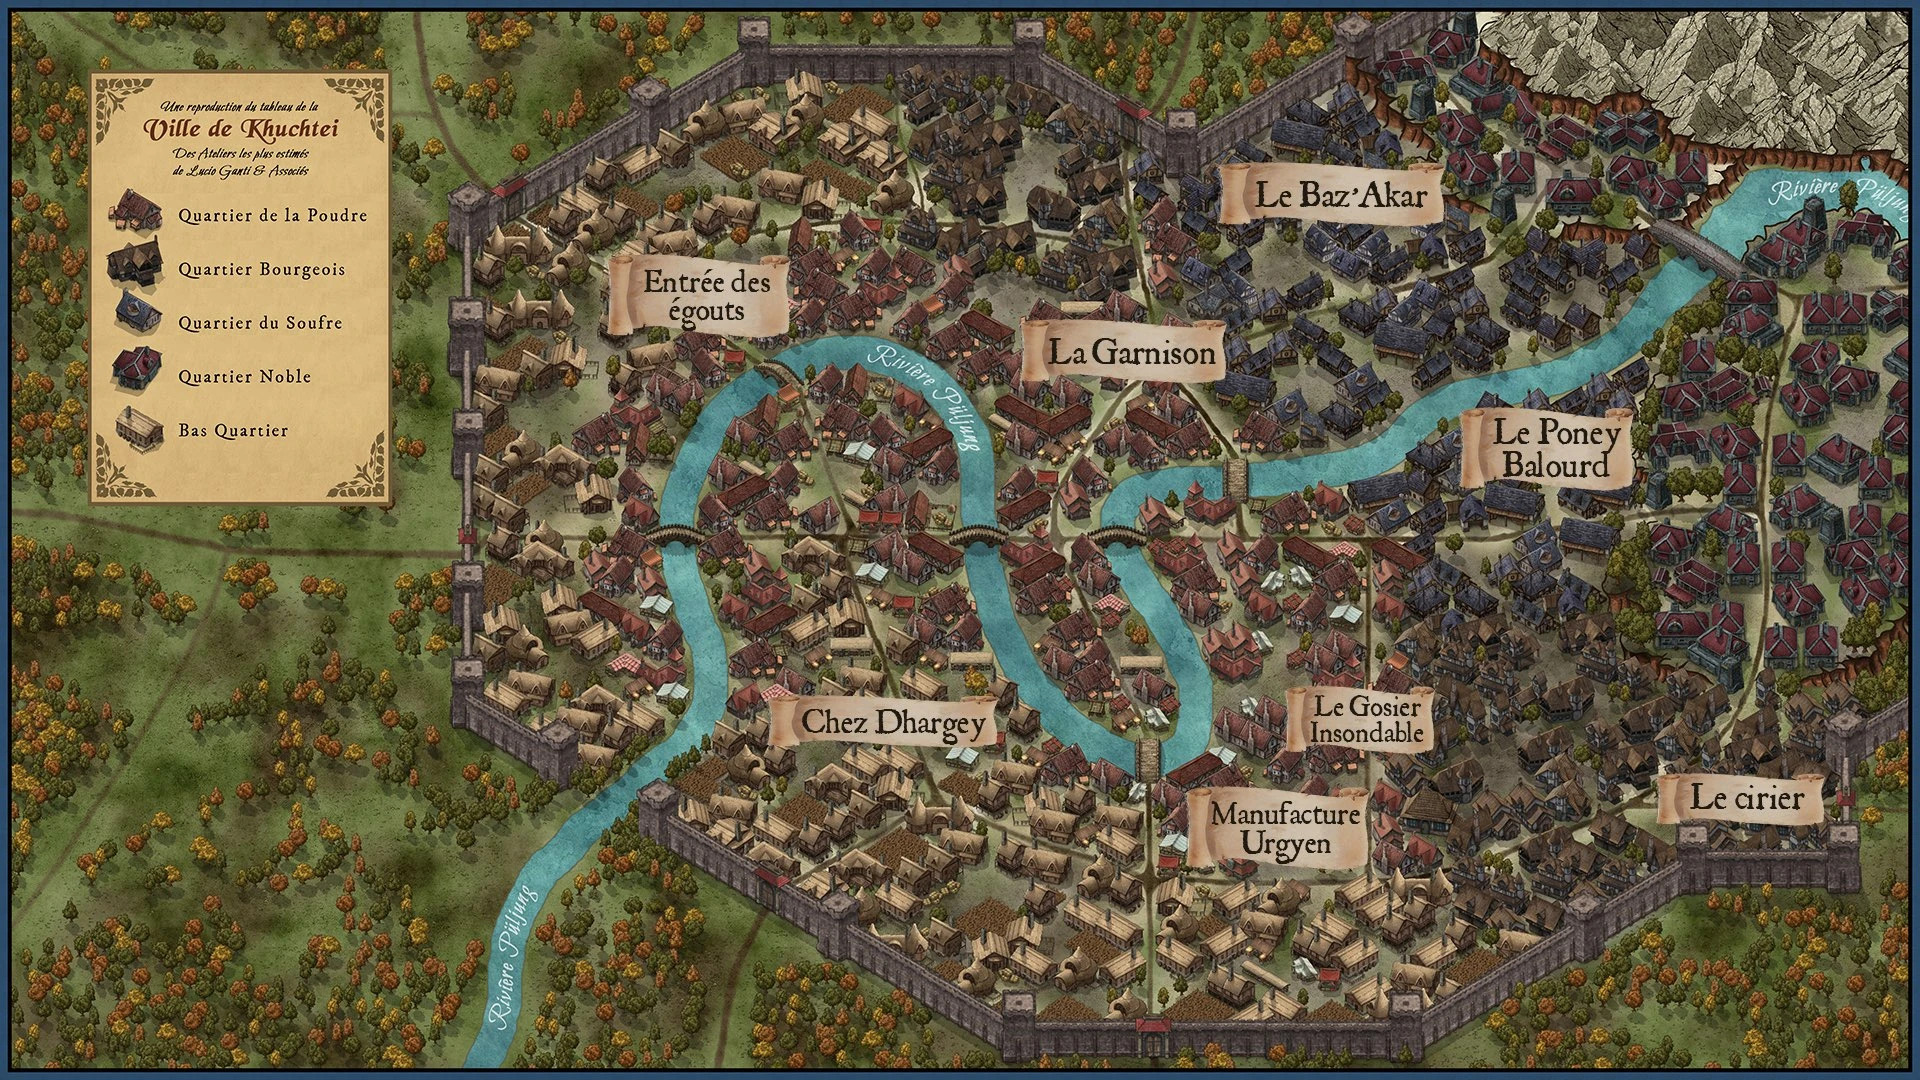 Une reproduction du tableau de la
Ville de Khuchtei
Des Ateliers les plus estimés
de Lucio Ganti & Associés
Quartier de la Poudre
Quartier Bourgeois
Quartier du Soufre
Quartier Noble
Bas Quartier
Le Baz'Akar
Rivière Püljung
Entrée des
égouts
La Garnison
Rivière Püljung
Le Poney
Balourd
Chez Dhargey
Le Gosier
Insondable
Manufacture
Urgyen
Le cirier
Rivière Püljung